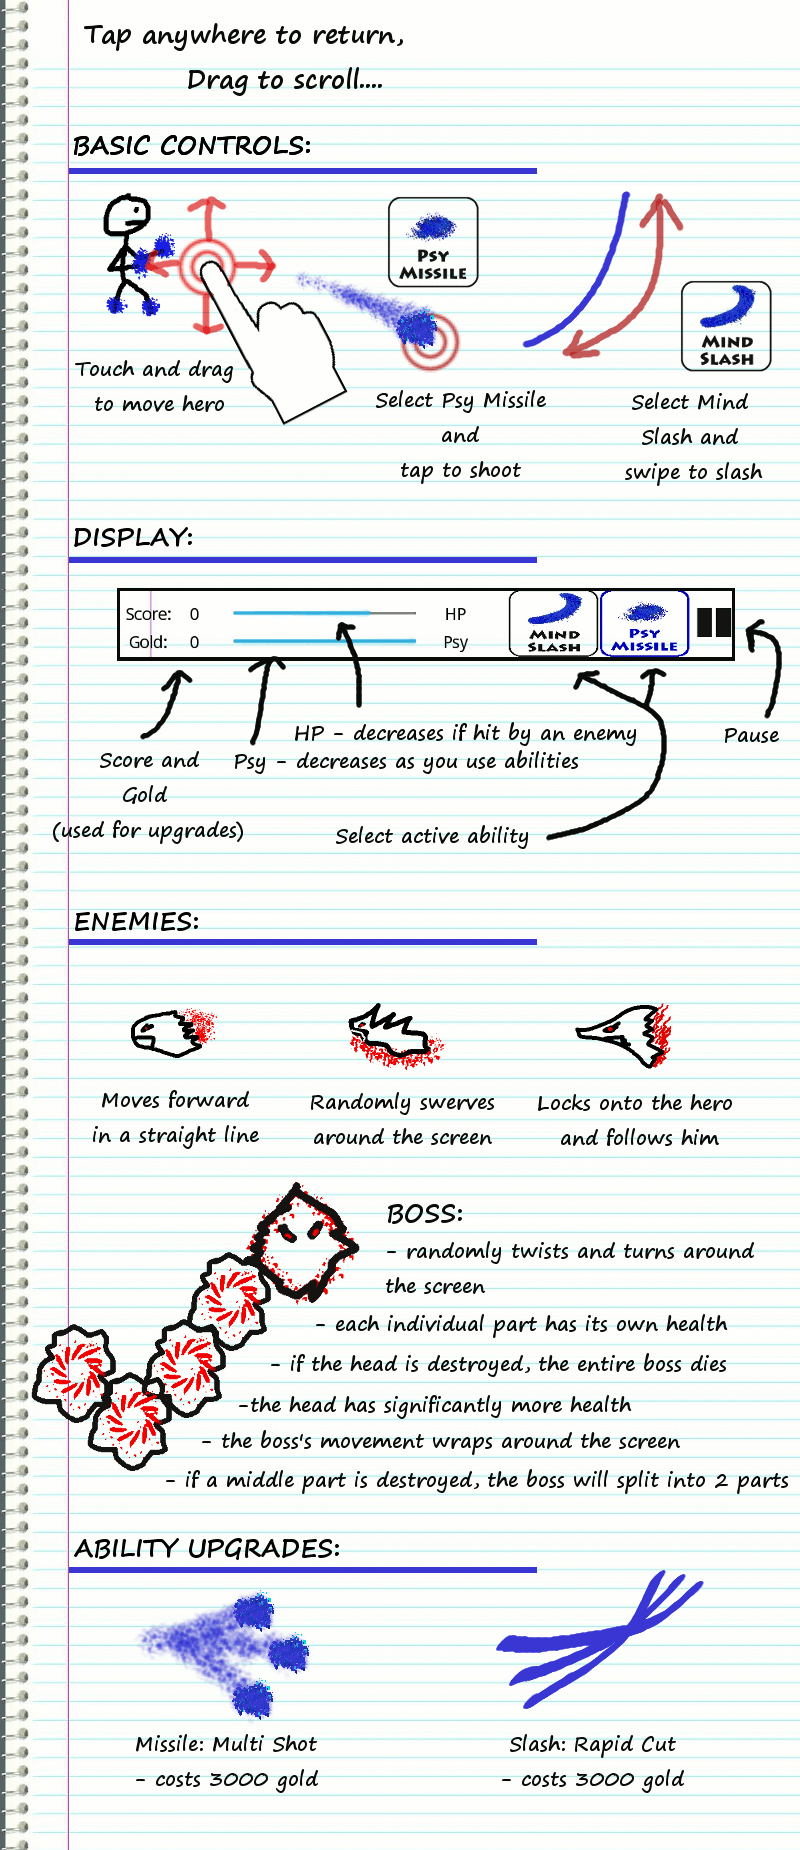 Tap anywhere to return,
Drag to scroll....
BASIC CONTROLS:
PSY
MISSILE
MIND
SLASH
Touch and drag
to move hero
Select Psy Missile
and
tap to shoot
Select Mind
Slash and
swipe to slash
DISPLAY:
Score: 0 HP
Gold: 0 Psy
MIND
SLASH
PSY
MISSILE
HP - decreases if hit by an enemy
Pause
Score and
Gold
(used for upgrades)
Psy - decreases as you use abilities
Select active ability
ENEMIES:
Moves forward
in a straight line
Randomly swerves
around the screen
Locks onto the hero
and follows him
BOSS:
- randomly twists and turns around
the screen
- each individual part has its own health
- if the head is destroyed, the entire boss dies
-the head has significantly more health
- the boss's movement wraps around the screen
- if a middle part is destroyed, the boss will split into 2 parts
ABILITY UPGRADES:
Missile: Multi Shot
- costs 3000 gold
Slash: Rapid Cut
- costs 3000 gold